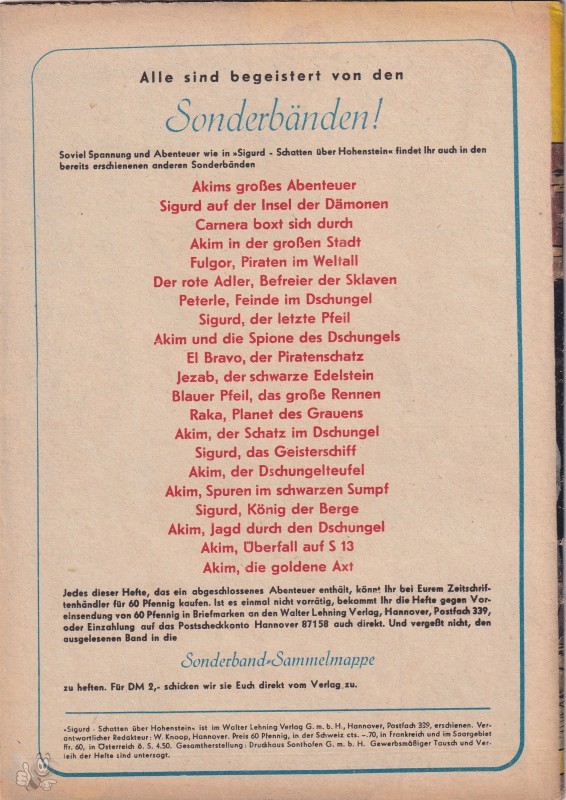 Alle sind begeistert von den
Sonderbänden!
Soviel Spannung und Abenteuer wie in »Sigurd - Schatten über Hohenstein« findet Ihr auch in den
bereits erschienenen anderen Sonderbänden
Akims großes Abenteuer
Sigurd auf der Insel der Dämonen
Carnera boxt sich durch
Akim in der großen Stadt
Fulgor, Piraten im Weltall
Der rote Adler, Befreier der Sklaven
Peterle, Feinde im Dschungel
Sigurd, der letzte Pfeil
Akim und die Spione des Dschungels
El Bravo, der Piratenschatz
Jezab, der schwarze Edelstein
Blauer Pfeil, das große Rennen
Raka, Planet des Grauens
Akim, der Schatz im Dschungel
Sigurd, das Geisterschiff
Akim, der Dschungelteufel
Akim, Spuren im schwarzen Sumpf
Sigurd, König der Berge
Akim, Jagd durch den Dschungel
Akim, Überfall auf S 13
Akim, die goldene Axt
Jedes dieser Hefte, das ein abgeschlossenes Abenteuer enthält, könnt Ihr bei Eurem Zeitschrif-
tenhändler für 60 Pfennig kaufen. Ist es einmal nicht vorrätig, bekommt Ihr die Hefte gegen Vor-
einsendung von 60 Pfennig in Briefmarken an den Walter Lehning Verlag, Hannover, Postfach 339,
oder Einzahlung auf das Postscheckkonto Hannover 87158 auch direkt. Und vergeßt nicht, den
ausgelesenen Band in die
Sonderband-Sammelmappe
zu heften. Für DM 2,- schicken wir sie Euch direkt vom Verlag zu.
»Sigurd - Schatten über Hohenstein« ist im Walter Lehning Verlag G. m. b. H., Hannover, Postfach 339, erschienen. Ver-
antwortlicher Redakteur: W. Knoop, Hannover. Preis 60 Pfennig, in der Schweiz cts. -.70, in Frankreich und im Saargebiet
ffr. 60, in Österreich ö. S. 4.50. Gesamtherstellung: Druckhaus Sonthofen G. m. b. H. Gewerbsmäßiger Tausch und Ver-
leih der Hefte sind untersagt.